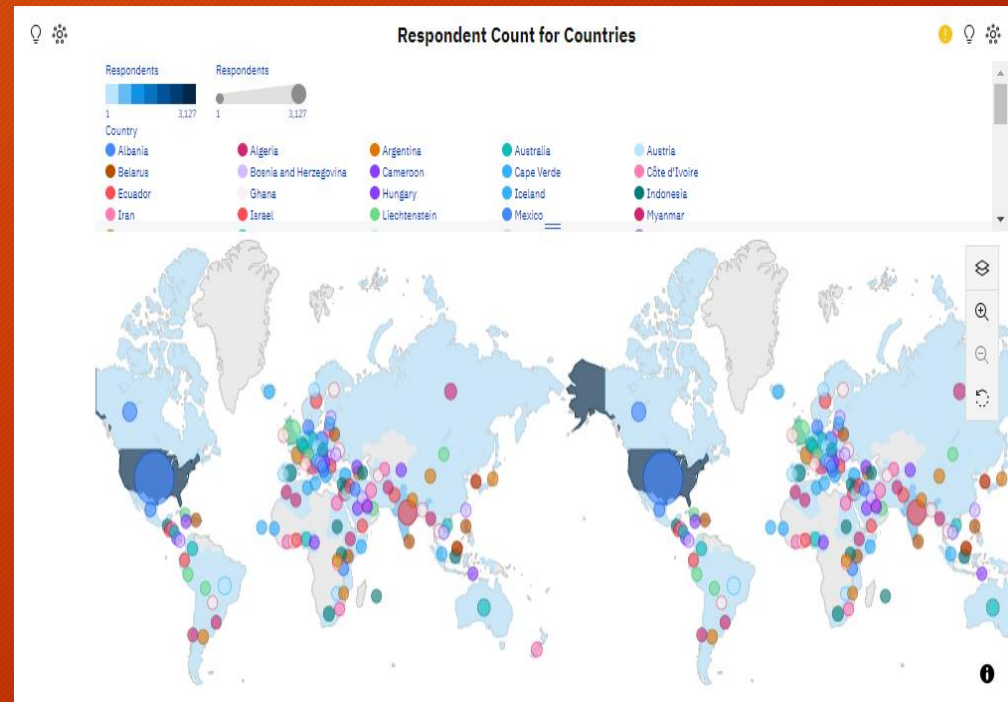 Respondent Count for Countries
Respondents Respondents
1 3,127 1 3,127
Country
Albania Algeria Argentina Australia Austria
Belarus Bosnia and Herzegovina Cameroon Cape Verde Côte d'Ivoire
Ecuador Ghana Hungary Iceland Indonesia
Iran Israel Liechtenstein Mexico Myanmar